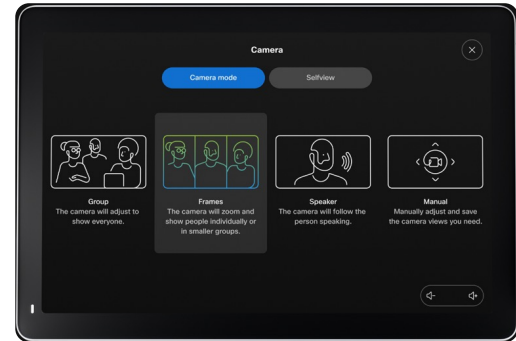 Camera
Camera mode
Selfview
Group
The camera will adjust to
show everyone.
Frames
The camera will zoom and
show people individually or
in smaller groups.
Speaker
The camera will follow the
person speaking.
Manual
Manually adjust and save
the camera views you need.